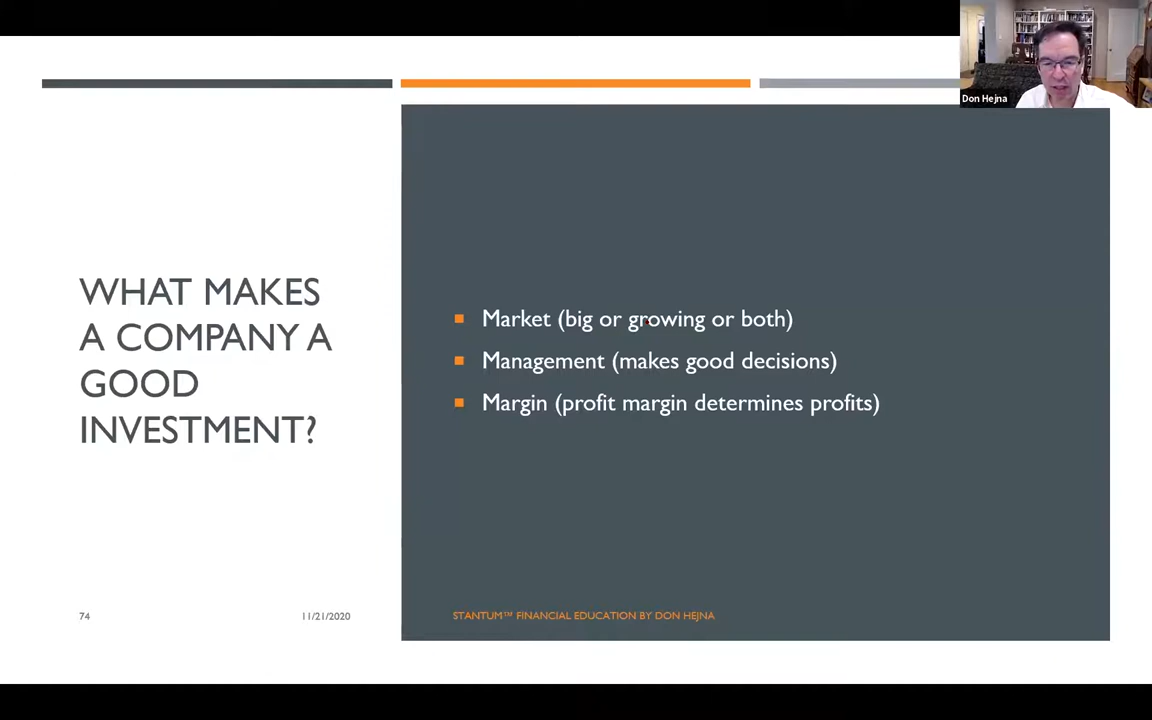 Don Hejna
WHAT MAKES
A COMPANY A
GOOD
INVESTMENT?
Market (big or growing or both)
Management (makes good decisions)
Margin (profit margin determines profits)
74
11/21/2020
STANTUM™ FINANCIAL EDUCATION BY DON HEJNA